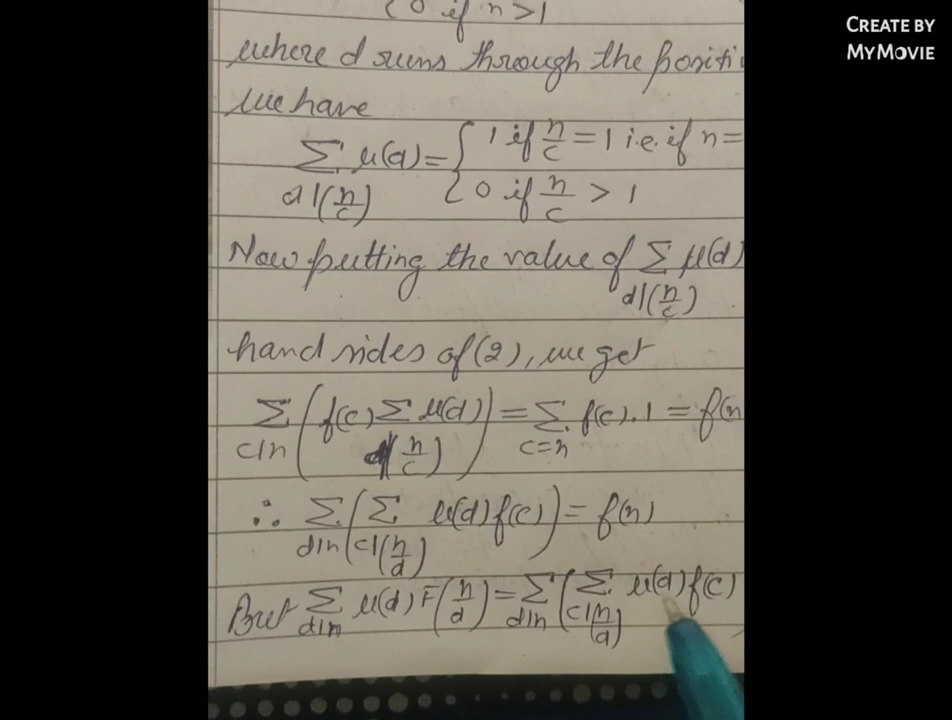 {0 if n>1
CREATE BY
MYMOVIE
where d runs through the positi
we have
∑ μ(d) = { 1 if n/c = 1 i.e. if n =
d|(n/c) { 0 if n/c > 1
Now putting the value of ∑ μ(d)
d|(n/c)
hand sides of (2), we get
∑ ( f(c) ∑ μ(d) ) = ∑ f(c).1 = f(n
c|n d|(n/c) c=n
∴ ∑ ( ∑ μ(d) f(c) ) = f(n)
d|n c|(n/d)
But ∑ μ(d) F(n/d) = ∑ ( ∑ μ(d) f(c)
d|n d|n c|(n/d)